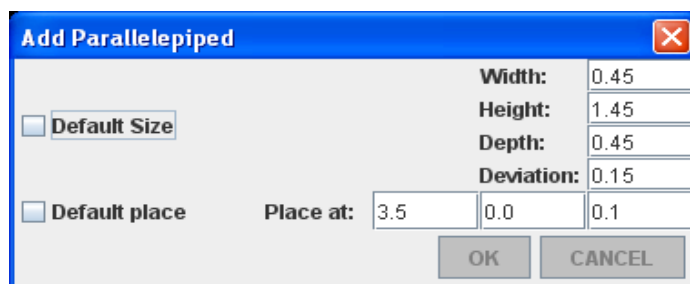 Add Parallelepiped
Width: 0.45
Height: 1.45
Default Size
Depth: 0.45
Deviation: 0.15
Default place Place at: 3.5 0.0 0.1
OK CANCEL